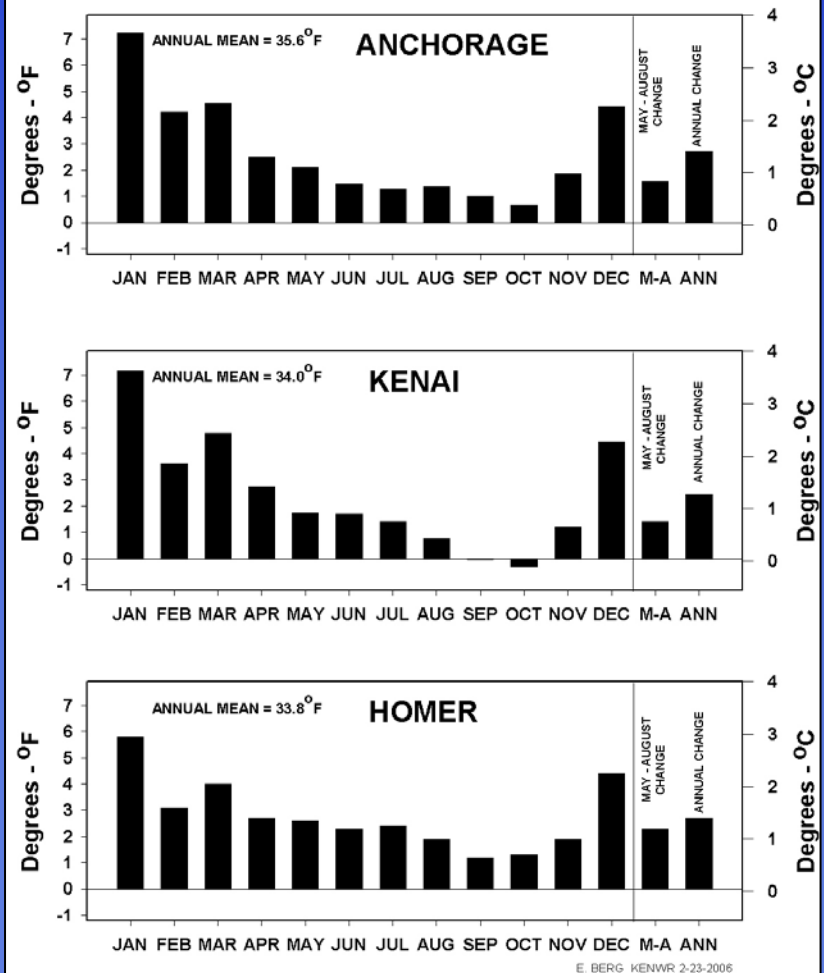 ANNUAL MEAN = 35.6°F
ANCHORAGE
Degrees - °F
7
6
5
4
3
2
1
0
-1
MAY - AUGUST
CHANGE
ANNUAL CHANGE
4
3
2
1
0
Degrees - °C
JAN FEB MAR APR MAY JUN JUL AUG SEP OCT NOV DEC M-A ANN
ANNUAL MEAN = 34.0°F
KENAI
Degrees - °F
7
6
5
4
3
2
1
0
-1
MAY - AUGUST
CHANGE
ANNUAL CHANGE
4
3
2
1
0
Degrees - °C
JAN FEB MAR APR MAY JUN JUL AUG SEP OCT NOV DEC M-A ANN
ANNUAL MEAN = 33.8°F
HOMER
Degrees - °F
7
6
5
4
3
2
1
0
-1
MAY - AUGUST
CHANGE
ANNUAL CHANGE
4
3
2
1
0
Degrees - °C
JAN FEB MAR APR MAY JUN JUL AUG SEP OCT NOV DEC M-A ANN
E. BERG KENWR 2-23-2006